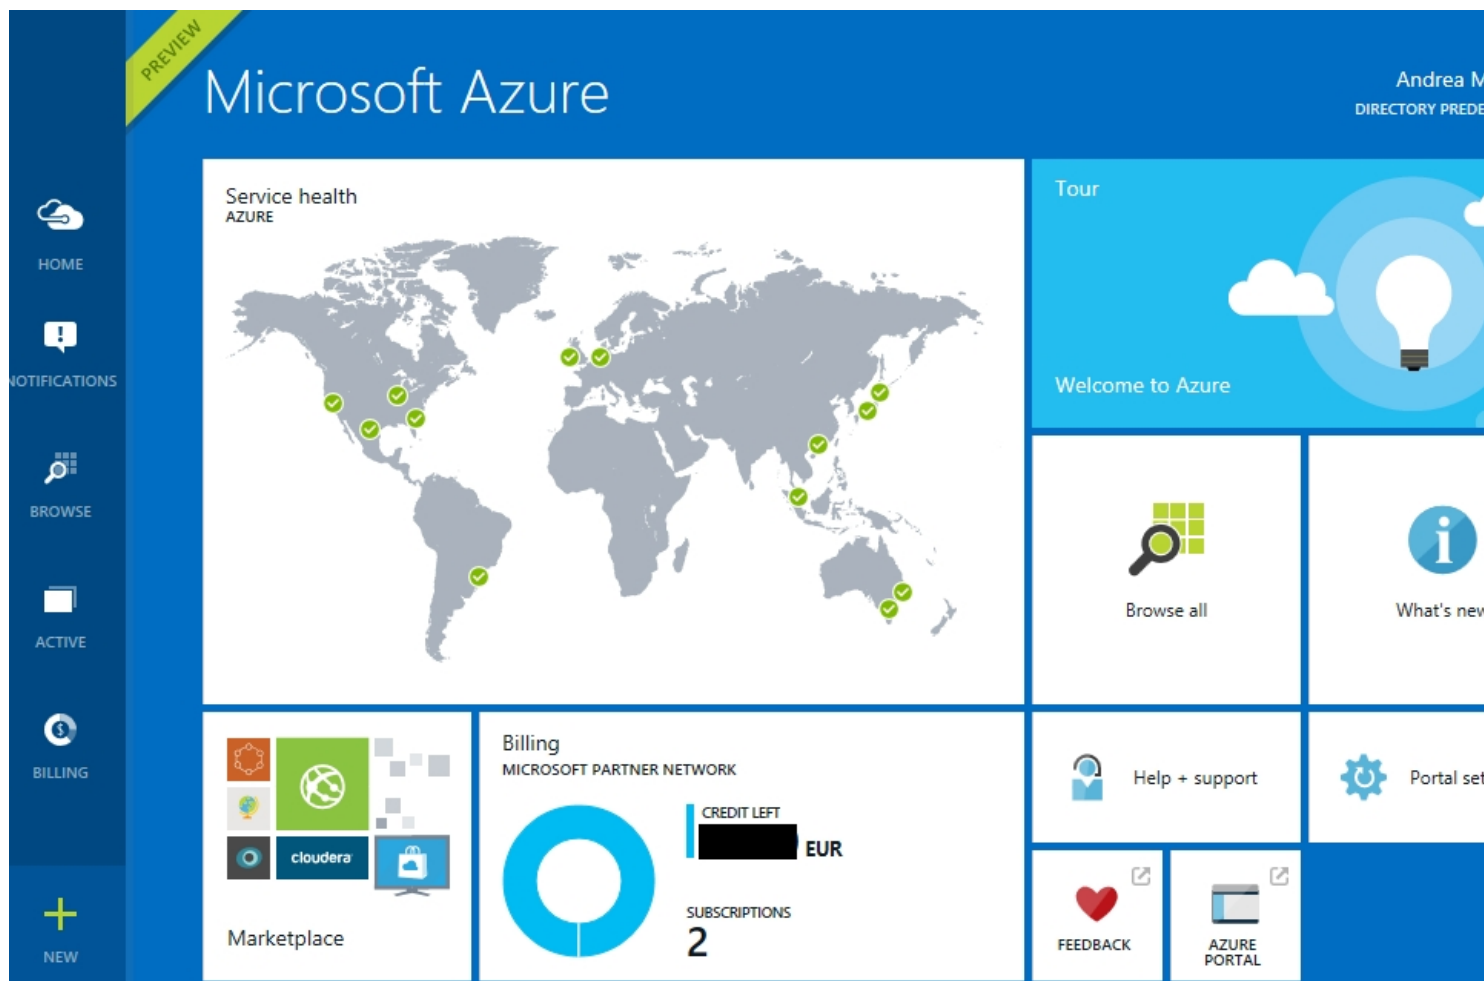 PREVIEW
Microsoft Azure
Andrea M
DIRECTORY PREDE
HOME
NOTIFICATIONS
BROWSE
ACTIVE
BILLING
NEW
Service health
AZURE
Tour
Welcome to Azure
Browse all
What's new
Marketplace
cloudera
Billing
MICROSOFT PARTNER NETWORK
CREDIT LEFT
EUR
SUBSCRIPTIONS
2
Help + support
Portal set
FEEDBACK
AZURE
PORTAL